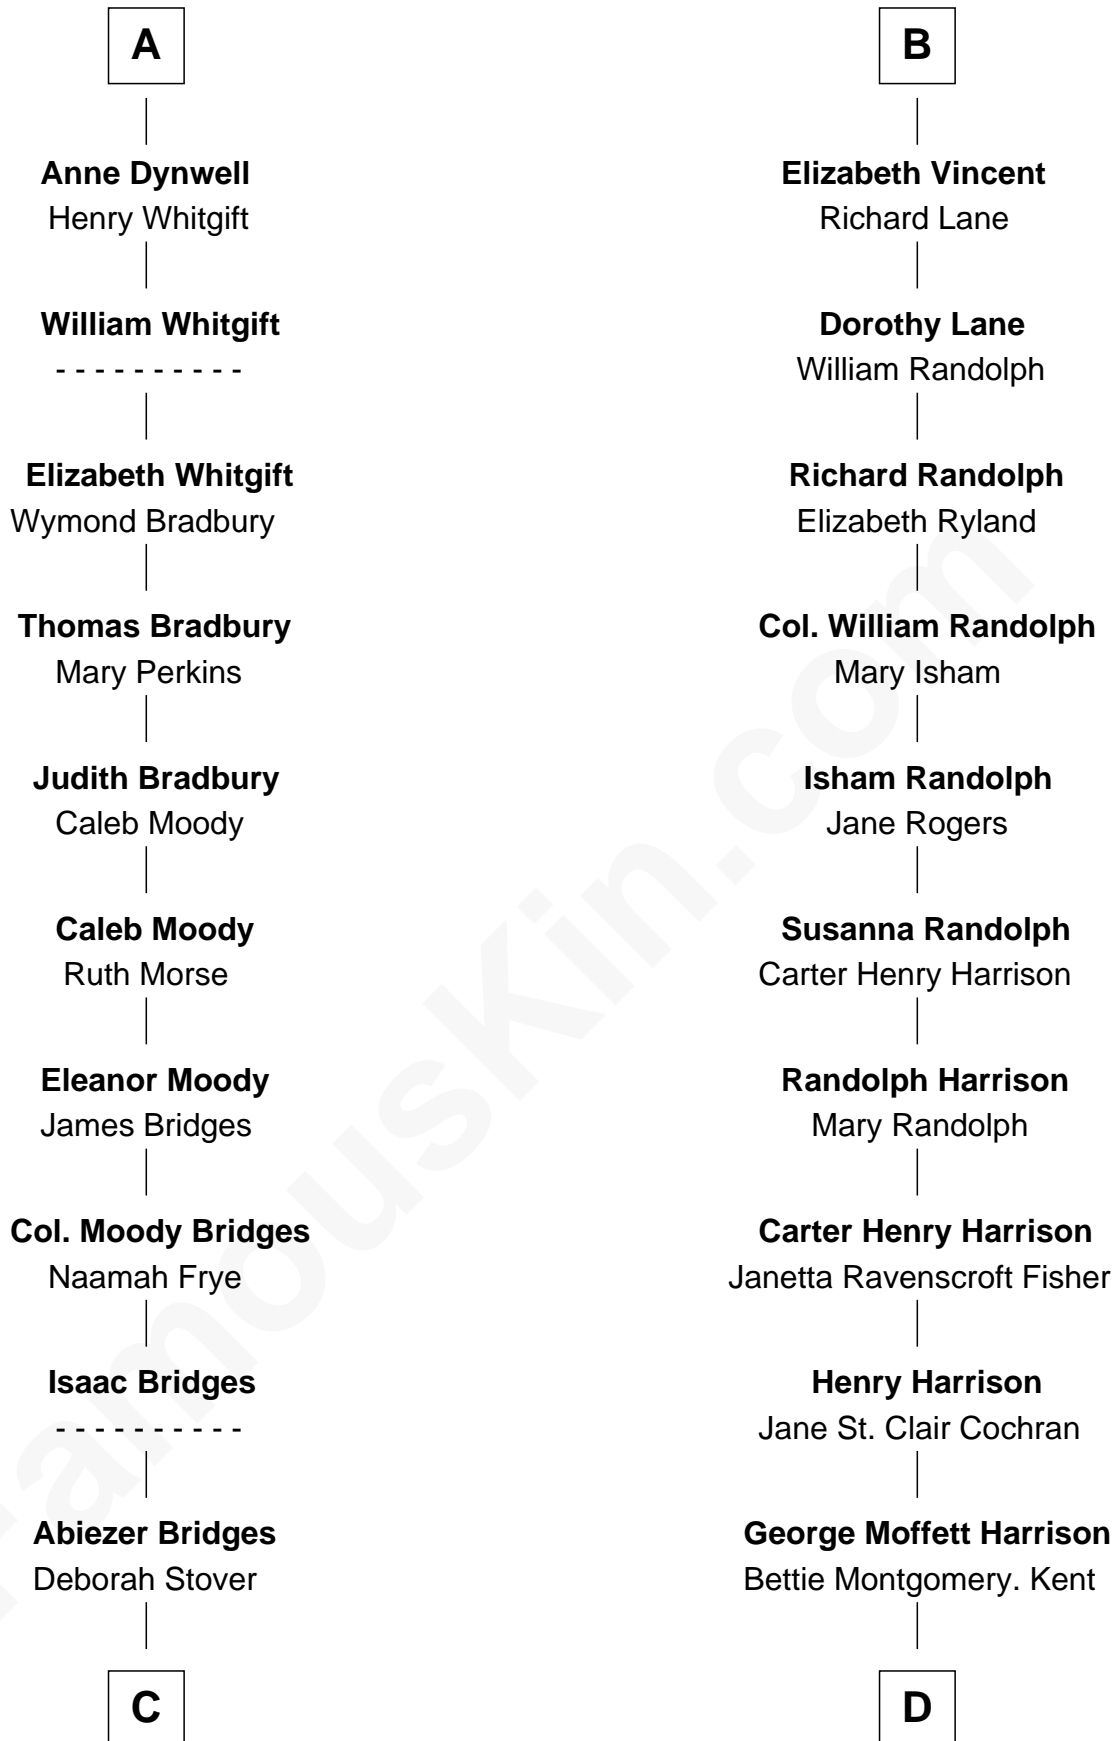 A
Anne Dynwell
Henry Whitgift
William Whitgift
- - - - - - - - - -
Elizabeth Whitgift
Wymond Bradbury
Thomas Bradbury
Mary Perkins
Judith Bradbury
Caleb Moody
Caleb Moody
Ruth Morse
Eleanor Moody
James Bridges
Col. Moody Bridges
Naamah Frye
Isaac Bridges
- - - - - - - - - -
Abiezer Bridges
Deborah Stover
C
B
Elizabeth Vincent
Richard Lane
Dorothy Lane
William Randolph
Richard Randolph
Elizabeth Ryland
Col. William Randolph
Mary Isham
Isham Randolph
Jane Rogers
Susanna Randolph
Carter Henry Harrison
Randolph Harrison
Mary Randolph
Carter Henry Harrison
Janetta Ravenscroft Fisher
Henry Harrison
Jane St. Clair Cochran
George Moffett Harrison
Bettie Montgomery. Kent
D
FamousKin.com